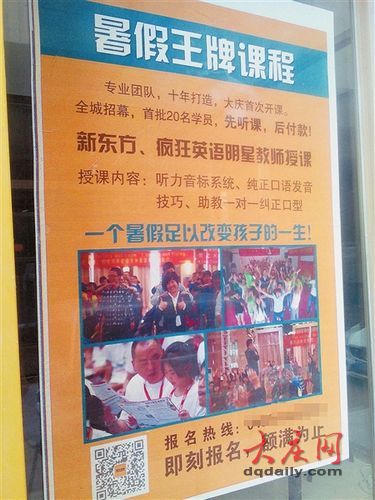 暑假王牌课程
专业团队，十年打造，大庆首次开课。
全城招募，首批20名学员，先听课，后付款！
新东方、疯狂英语明星教师授课
授课内容：听力音标系统、纯正口语发音
技巧、助教一对一纠正口型
一个暑假足以改变孩子的一生！
报名热线：
即刻报名 额满为止
大庆网
dqdaily.com